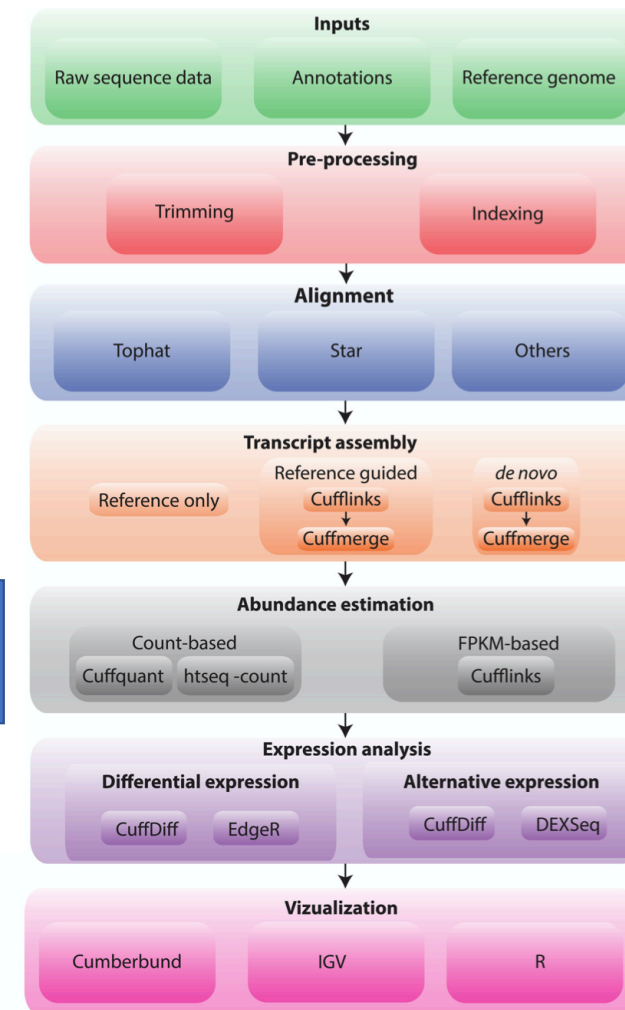 Inputs
Raw sequence data
Annotations
Reference genome
Pre-processing
Trimming
Indexing
Alignment
Tophat
Star
Others
Transcript assembly
Reference only
Reference guided
Cufflinks
Cuffmerge
de novo
Cufflinks
Cuffmerge
Abundance estimation
Count-based
Cuffquant
htseq -count
FPKM-based
Cufflinks
Expression analysis
Differential expression
CuffDiff
EdgeR
Alternative expression
CuffDiff
DEXSeq
Vizualization
Cumberbund
IGV
R